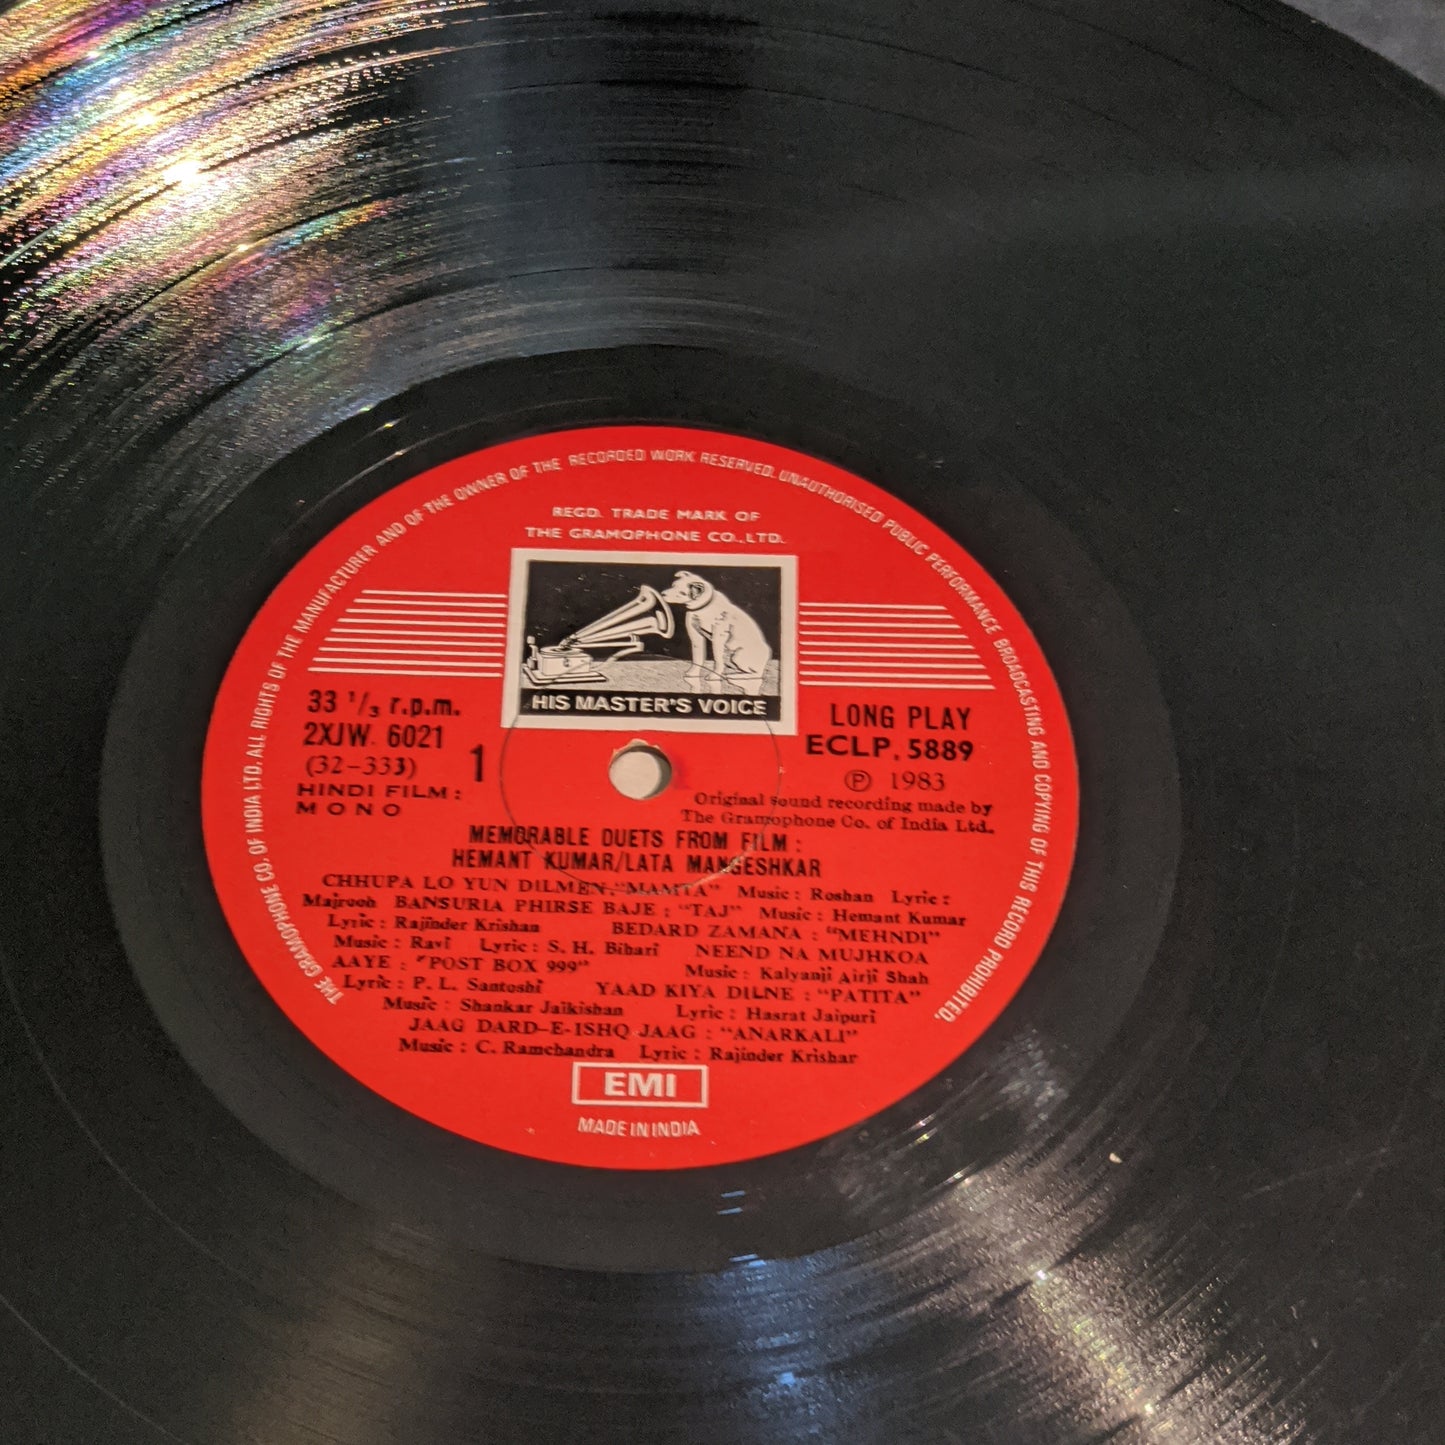 THE GRAMOPHONE CO. OF INDIA LTD. ALL RIGHTS OF THE MANUFACTURER AND OF THE OWNER OF THE RECORDED WORK RESERVED. UNAUTHORISED PUBLIC PERFORMANCE BROADCASTING AND COPYING OF THIS RECORD PROHIBITED.
REGD. TRADE MARK OF
THE GRAMOPHONE CO., LTD.
HIS MASTER'S VOICE
33 1/3 r.p.m.
2XJW. 6021
(32-333)
1
HINDI FILM:
MONO
LONG PLAY
ECLP. 5889
Ⓟ 1983
Original sound recording made by
The Gramophone Co. of India Ltd.
MEMORABLE DUETS FROM FILM :
HEMANT KUMAR/LATA MANGESHKAR
CHHUPA LO YUN DILMEN, "MAMTA" Music : Roshan Lyric :
Majrooh BANSURIA PHIRSE BAJE : "TAJ" Music : Hemant Kumar
Lyric : Rajinder Krishan BEDARD ZAMANA : "MEHNDI"
Music : Ravi Lyric : S. H. Bihari NEEND NA MUJHKOA
AAYE : "POST BOX 999" Music : Kalyanji Airji Shah
Lyric : P. L. Santoshi YAAD KIYA DILNE : "PATITA"
Music : Shankar Jaikishan Lyric : Hasrat Jaipuri
JAAG DARD-E-ISHQ JAAG : "ANARKALI"
Music : C. Ramchandra Lyric : Rajinder Krishar
EMI
MADE IN INDIA